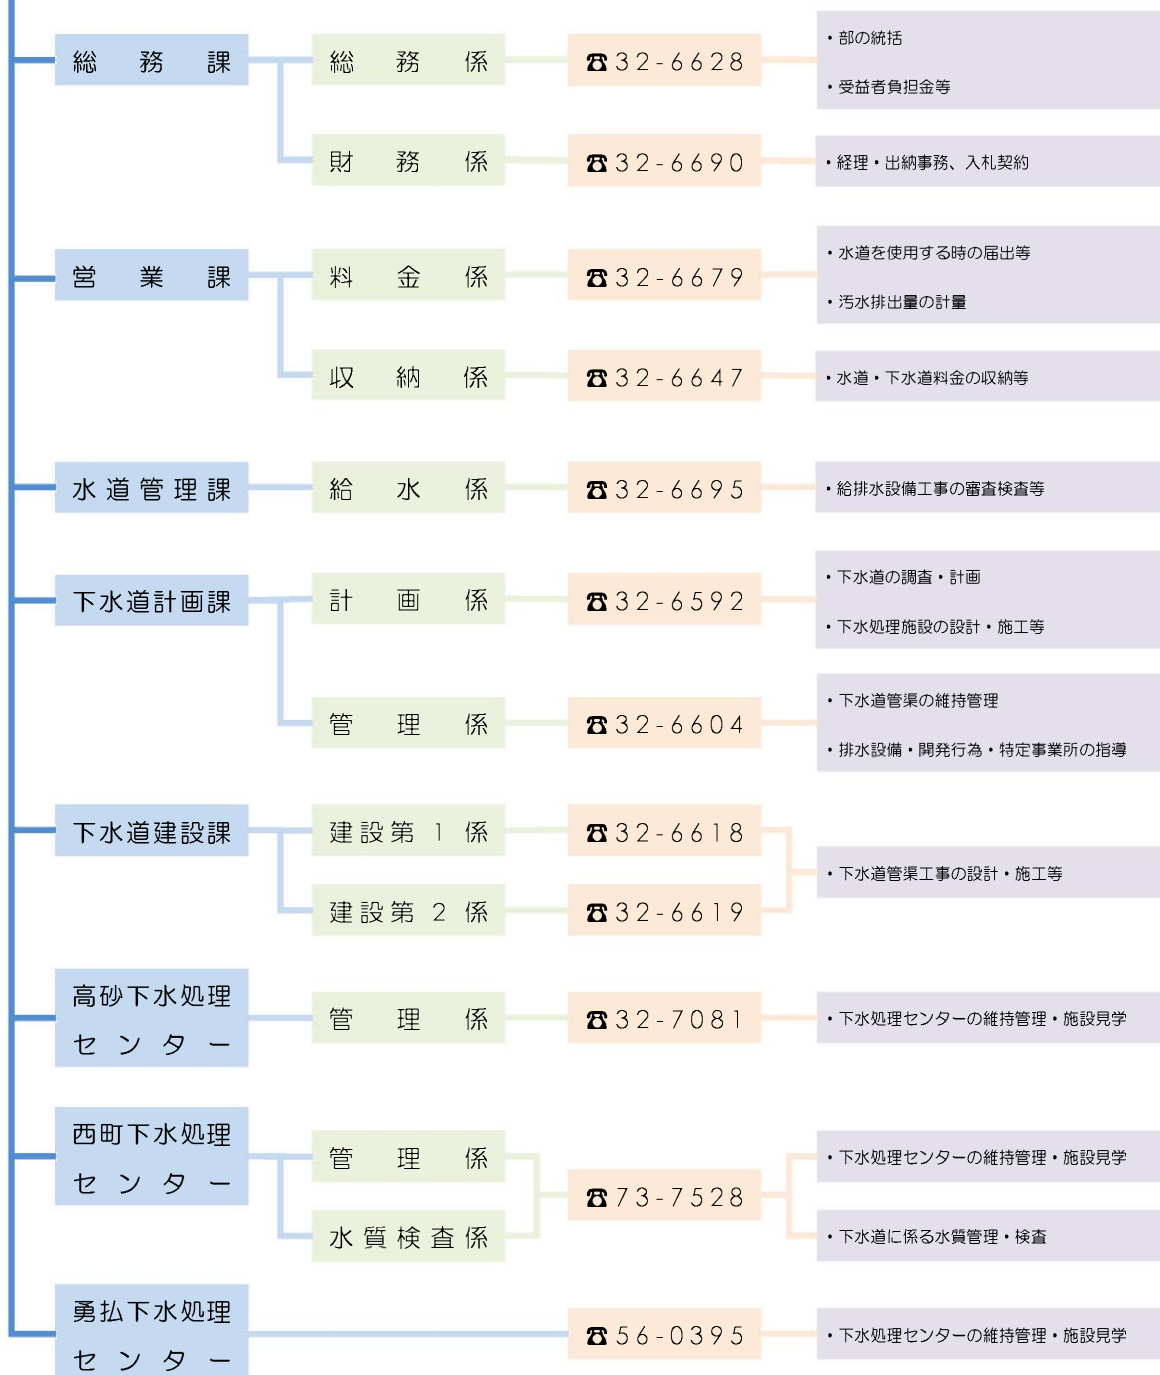 総務課 総務係 ☎32-6628 ・部の統括
・受益者負担金等
財務係 ☎32-6690 ・経理・出納事務、入札契約
営業課 料金係 ☎32-6679 ・水道を使用する時の届出等
・汚水排出量の計量
収納係 ☎32-6647 ・水道・下水道料金の収納等
水道管理課 給水係 ☎32-6695 ・給排水設備工事の審査検査等
下水道計画課 計画係 ☎32-6592 ・下水道の調査・計画
・下水処理施設の設計・施工等
管理係 ☎32-6604 ・下水道管渠の維持管理
・排水設備・開発行為・特定事業所の指導
下水道建設課 建設第1係 ☎32-6618
・下水道管渠工事の設計・施工等
建設第2係 ☎32-6619
高砂下水処理
センター
管理係 ☎32-7081 ・下水処理センターの維持管理・施設見学
西町下水処理
センター
管理係 ・下水処理センターの維持管理・施設見学
☎73-7528
水質検査係 ・下水道に係る水質管理・検査
勇払下水処理
センター
☎56-0395 ・下水処理センターの維持管理・施設見学